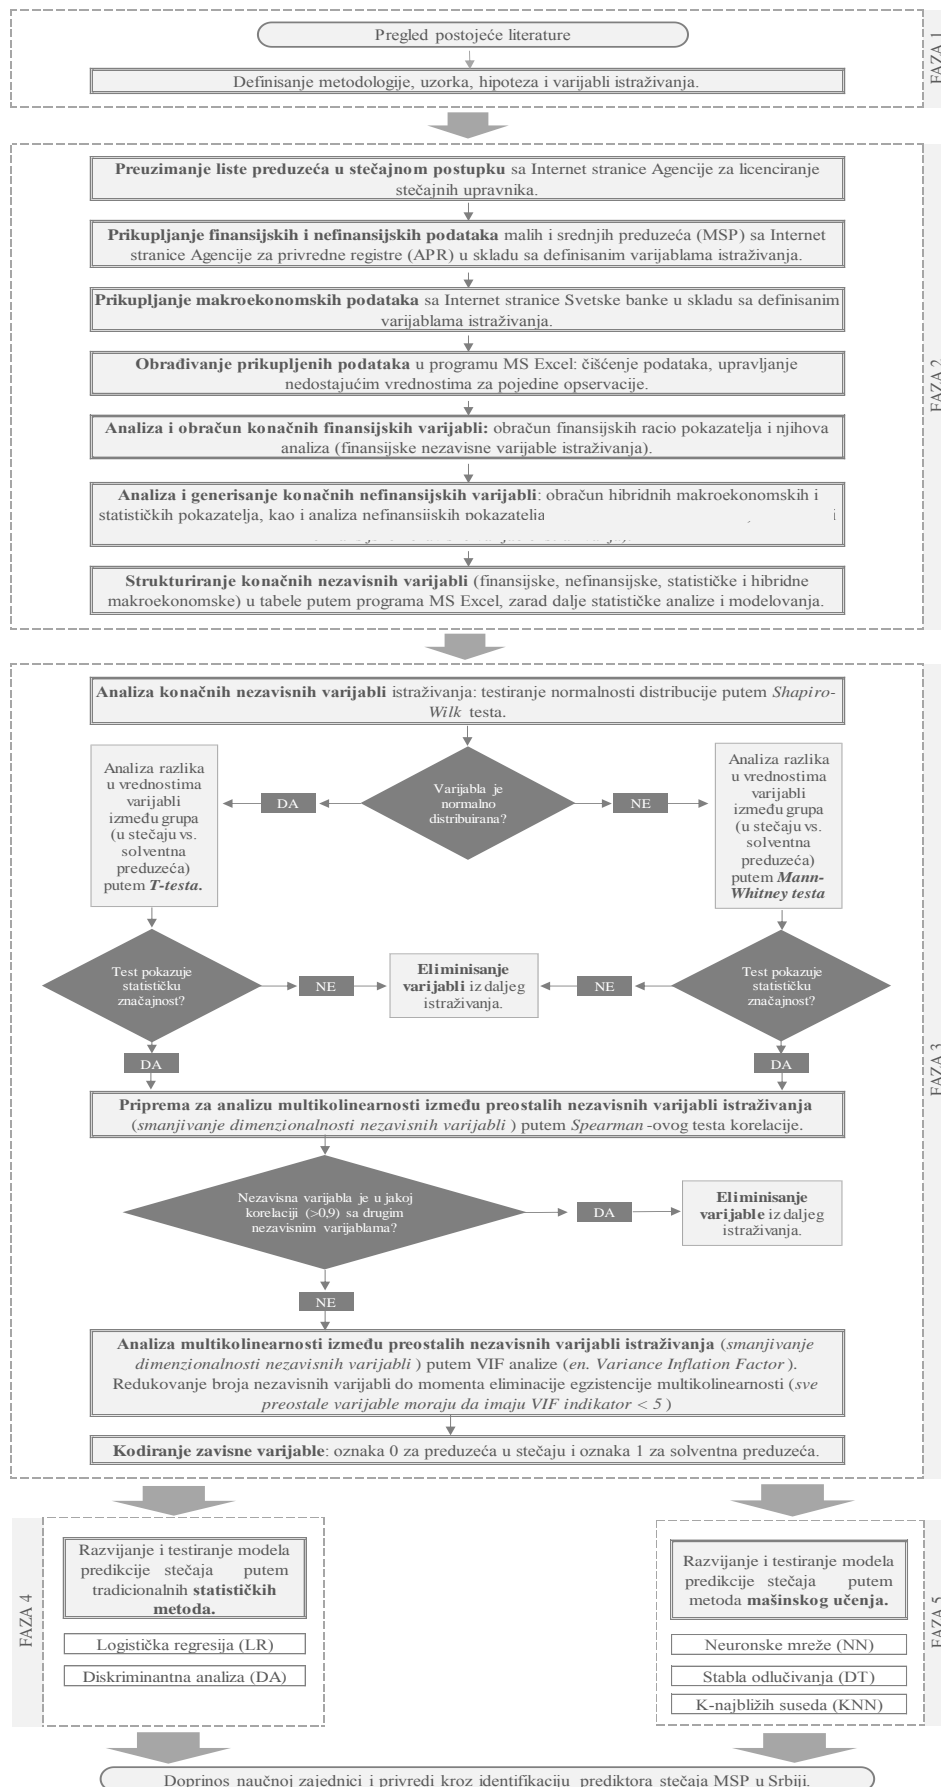 Pregled postojeće literature
Definisanje metodologije, uzorka, hipoteza i varijabli istraživanja.
FAZA 1
Preuzimanje liste preduzeća u stečajnom postupku sa Internet stranice Agencije za licenciranje
stečajnih upravnika.
Prikupljanje finansijskih i nefinansijskih podataka malih i srednjih preduzeća (MSP) sa Internet
stranice Agencije za privredne registre (APR) u skladu sa definisanim varijablama istraživanja.
Prikupljanje makroekonomskih podataka sa Internet stranice Svetske banke u skladu sa definisanim
varijablama istraživanja.
Obrađivanje prikupljenih podataka u programu MS Excel: čišćenje podataka, upravljanje
nedostajućim vrednostima za pojedine opservacije.
Analiza i obračun konačnih finansijskih varijabli: obračun finansijskih racio pokazatelja i njihova
analiza (finansijske nezavisne varijable istraživanja).
Analiza i generisanje konačnih nefinansijskih varijabli: obračun hibridnih makroekonomskih i
statističkih pokazatelja, kao i analiza nefinansijskih pokazatelja i
Strukturiranje konačnih nezavisnih varijabli (finansijske, nefinansijske, statističke i hibridne
makroekonomske) u tabele putem programa MS Excel, zarad dalje statističke analize i modelovanja.
FAZA 2
Analiza konačnih nezavisnih varijabli istraživanja: testiranje normalnosti distribucije putem Shapiro-
Wilk testa.
Varijabla je
normalno
distribuirana?
DA
NE
Analiza razlika
u vrednostima
varijabli
između grupa
(u stečaju vs.
solventna
preduzeća)
putem T-testa.
Analiza razlika
u vrednostima
varijabli
između grupa
(u stečaju vs.
solventna
preduzeća)
putem Mann-
Whitney testa
Test pokazuje
statističku
značajnost?
NE
Eliminisanje
varijabli iz daljeg
istraživanja.
NE
Test pokazuje
statističku
značajnost?
DA
DA
Priprema za analizu multikolinearnosti između preostalih nezavisnih varijabli istraživanja
(smanjivanje dimenzionalnosti nezavisnih varijabli ) putem Spearman -ovog testa korelacije.
Nezavisna varijabla je u jakoj
korelaciji (>0,9) sa drugim
nezavisnim varijablama?
DA
Eliminisanje
varijable iz daljeg
istraživanja.
NE
Analiza multikolinearnosti između preostalih nezavisnih varijabli istraživanja (smanjivanje
dimenzionalnosti nezavisnih varijabli ) putem VIF analize (en. Variance Inflation Factor ).
Redukovanje broja nezavisnih varijabli do momenta eliminacije egzistencije multikolinearnosti (sve
preostale varijable moraju da imaju VIF indikator < 5 )
Kodiranje zavisne varijable: oznaka 0 za preduzeća u stečaju i oznaka 1 za solventna preduzeća.
FAZA 3
FAZA 4
Razvijanje i testiranje modela
predikcije stečaja putem
tradicionalnih statističkih
metoda.
Logistička regresija (LR)
Diskriminantna analiza (DA)
Razvijanje i testiranje modela
predikcije stečaja putem
metoda mašinskog učenja.
Neuronske mreže (NN)
Stabla odlučivanja (DT)
K-najbližih suseda (KNN)
FAZA 5
Doprinos naučnoj zajednici i privredi kroz identifikaciju prediktora stečaja MSP u Srbiji.